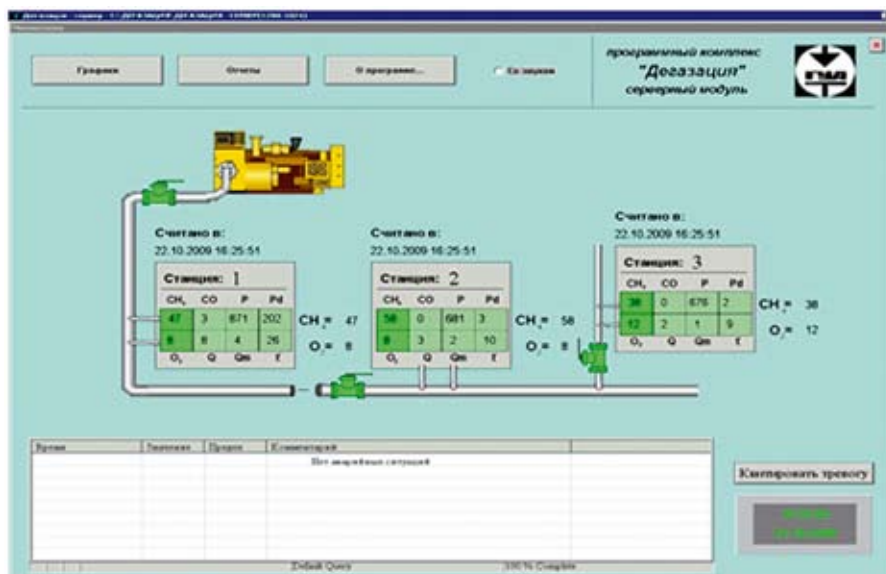 Графики
Отчеты
О программе...
Со звуком
программный комплекс
"Дегазация"
серверный модуль
Считано в:
22.10.2009 16:25:51
Станция: 1
CH₄ CO P Pd
47 3 671 202
8 8 4 26
O₂ Q Qm t
CH₄= 47
O₂= 8
Считано в:
22.10.2009 16:25:51
Станция: 2
CH₄ CO P Pd
58 0 681 3
8 3 2 10
O₂ Q Qm t
CH₄= 58
O₂= 8
Считано в:
22.10.2009 16:25:51
Станция: 3
CH₄ CO P Pd
38 0 676 2
12 2 1 9
O₂ Q Qm t
CH₄= 38
O₂= 12
Время Значение Предел Комментарий
Нет аварийных ситуаций
Квитировать тревогу
Default Query 100 % Complete